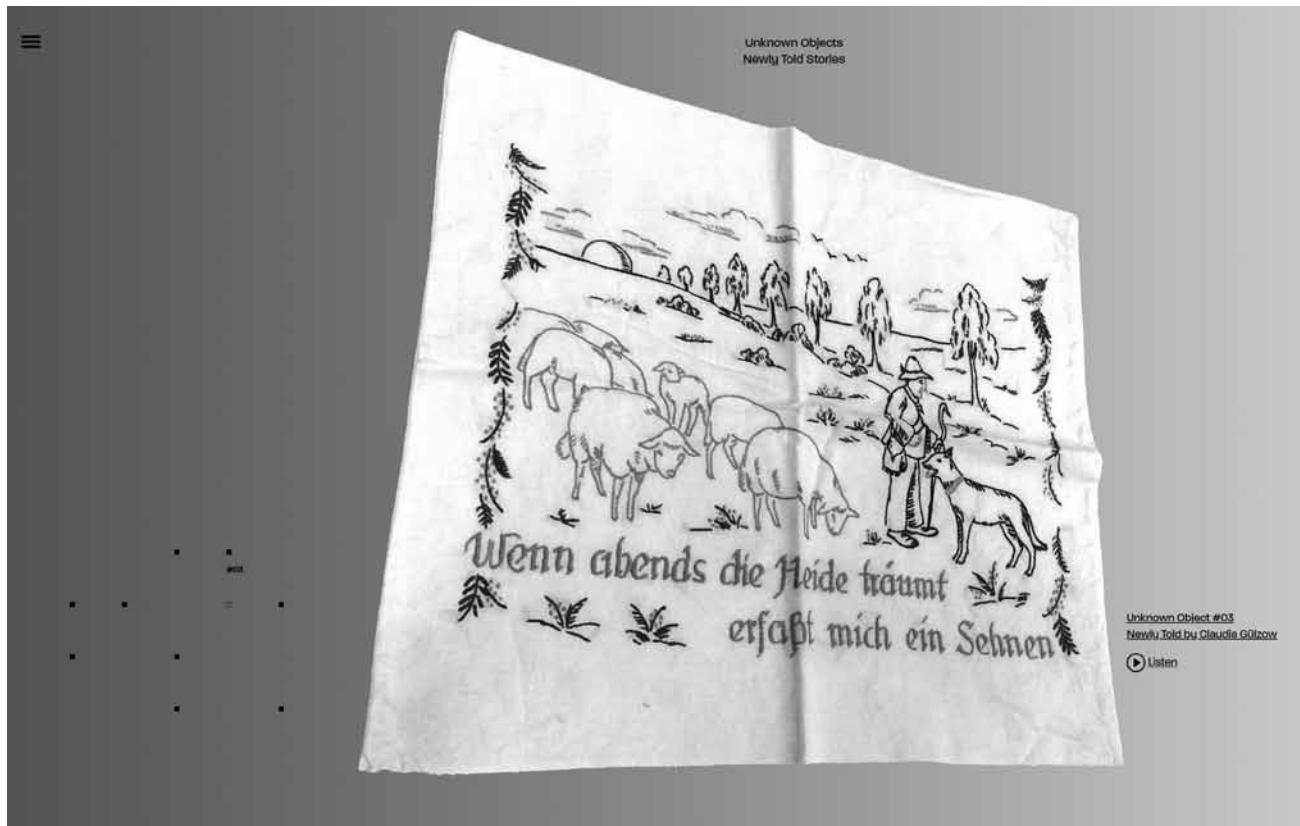 Unknown Objects
Newly Told Stories
Wenn abends die Heide träumt
erfaßt mich ein Sehnen
#03
Unknown Object #03
Newly Told by Claudia Gülzow
Listen